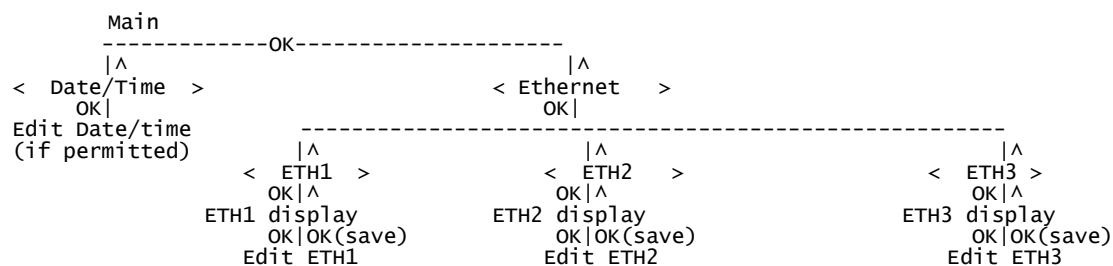 Main
-------------OK---------------------
|^ |^
< Date/Time > < Ethernet >
OK| OK|
Edit Date/time -------------------------------------------------------
(if permitted) |^ |^ |^
< ETH1 > < ETH2 > < ETH3 >
OK|^ OK|^ OK|^
ETH1 display ETH2 display ETH3 display
OK|OK(save) OK|OK(save) OK|OK(save)
Edit ETH1 Edit ETH2 Edit ETH3